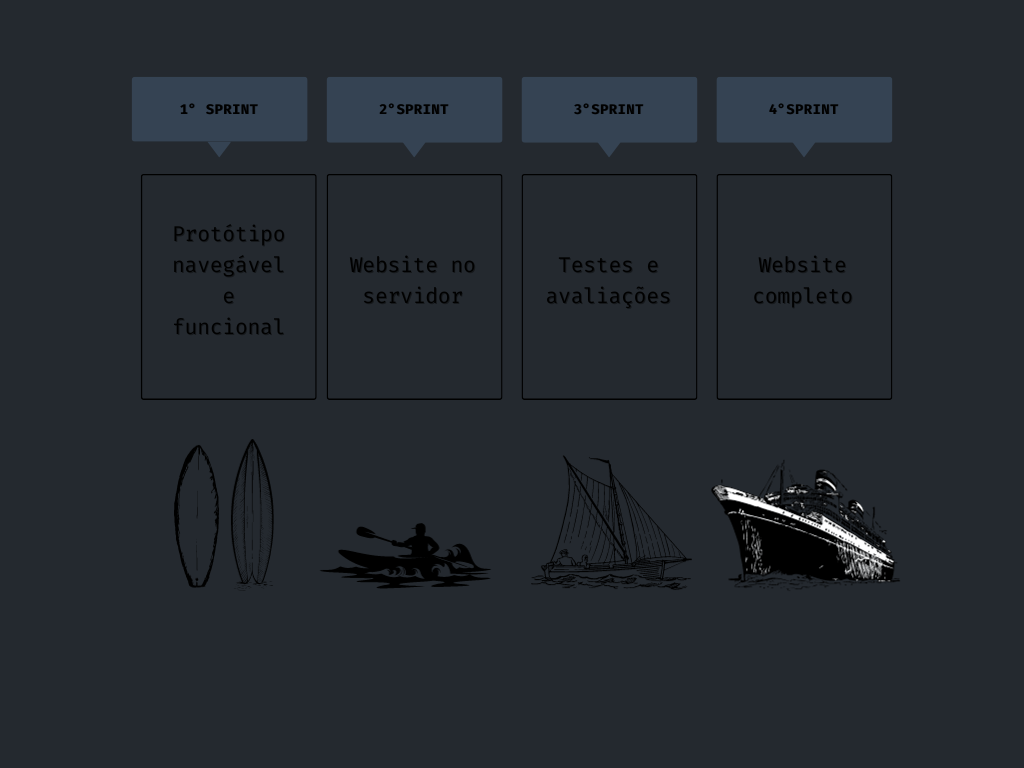 1° SPRINT
2°SPRINT
3°SPRINT
4°SPRINT
Protótipo
navegável
e
funcional
Website no
servidor
Testes e
avaliações
Website
completo